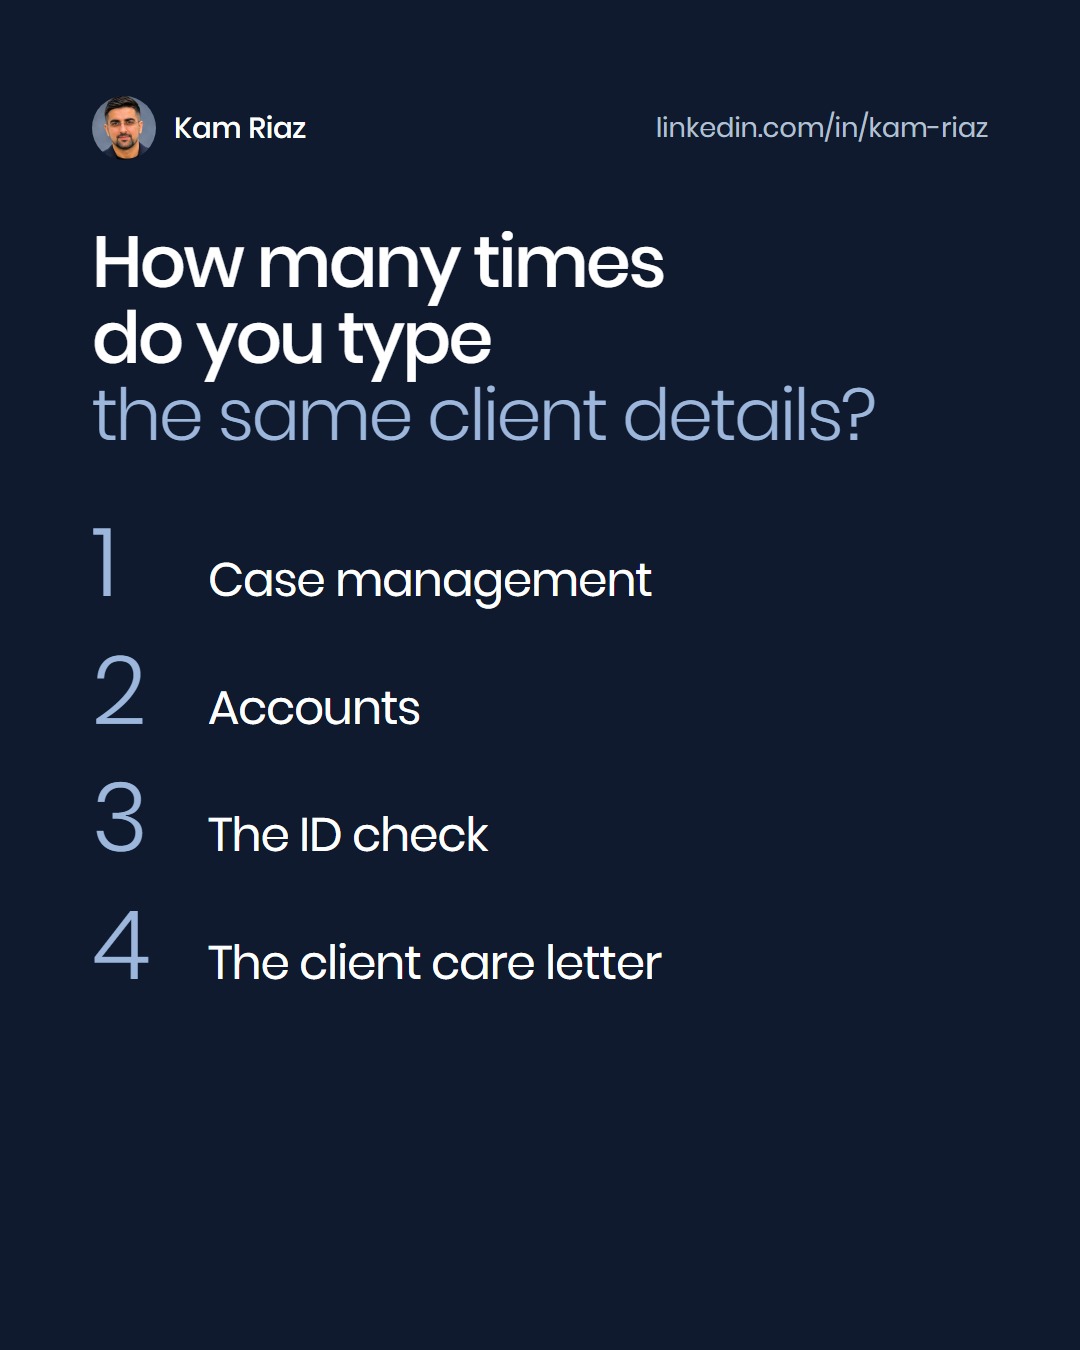 Kam Riaz
linkedin.com/in/kam-riaz
How many times
do you type
the same client details?
1 Case management
2 Accounts
3 The ID check
4 The client care letter